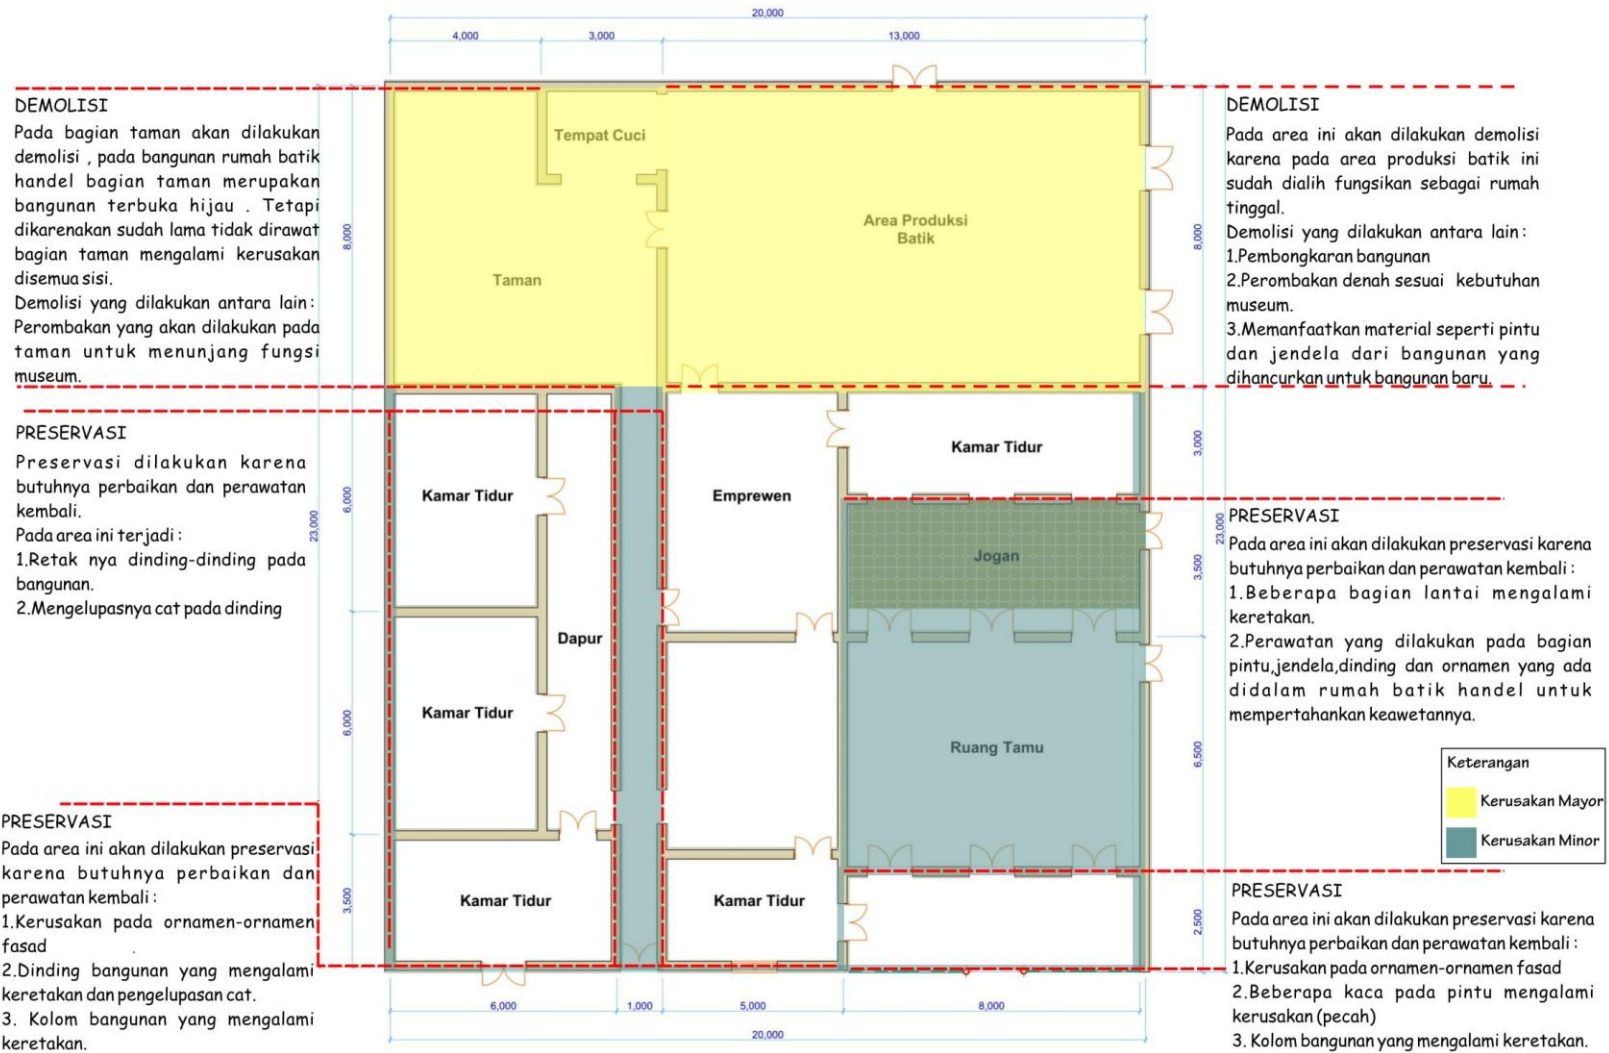 20,000
4,000
3,000
13,000
DEMOLISI
Pada bagian taman akan dilakukan
demolisi , pada bangunan rumah batik
handel bagian taman merupakan
bangunan terbuka hijau . Tetapi
dikarenakan sudah lama tidak dirawat
bagian taman mengalami kerusakan
disemua sisi.
Demolisi yang dilakukan antara lain :
Perombakan yang akan dilakukan pada
taman untuk menunjang fungsi
museum.
PRESERVASI
Preservasi dilakukan karena
butuhnya perbaikan dan perawatan
kembali.
Pada area ini terjadi :
1.Retak nya dinding-dinding pada
bangunan.
2.Mengelupasnya cat pada dinding
PRESERVASI
Pada area ini akan dilakukan preservasi
karena butuhnya perbaikan dan
perawatan kembali :
1.Kerusakan pada ornamen-ornamen
fasad
2.Dinding bangunan yang mengalami
keretakan dan pengelupasan cat.
3. Kolom bangunan yang mengalami
keretakan.
23,000
8,000
6,000
6,000
3,500
Tempat Cuci
Area Produksi
Batik
Taman
Kamar Tidur
Kamar Tidur
Emprewen
Jogan
Dapur
Kamar Tidur
Ruang Tamu
Kamar Tidur
Kamar Tidur
8,000
3,000
23,000
3,500
6,500
2,500
DEMOLISI
Pada area ini akan dilakukan demolisi
karena pada area produksi batik ini
sudah dialih fungsikan sebagai rumah
tinggal.
Demolisi yang dilakukan antara lain :
1.Pembongkaran bangunan
2.Perombakan denah sesuai kebutuhan
museum.
3.Memanfaatkan material seperti pintu
dan jendela dari bangunan yang
dihancurkan untuk bangunan baru.
PRESERVASI
Pada area ini akan dilakukan preservasi karena
butuhnya perbaikan dan perawatan kembali :
1.Beberapa bagian lantai mengalami
keretakan.
2.Perawatan yang dilakukan pada bagian
pintu,jendela,dinding dan ornamen yang ada
didalam rumah batik handel untuk
mempertahankan keawetannya.
Keterangan
Kerusakan Mayor
Kerusakan Minor
PRESERVASI
Pada area ini akan dilakukan preservasi karena
butuhnya perbaikan dan perawatan kembali :
1.Kerusakan pada ornamen-ornamen fasad
2.Beberapa kaca pada pintu mengalami
kerusakan (pecah)
3. Kolom bangunan yang mengalami keretakan.
6,000
1,000
5,000
8,000
20,000